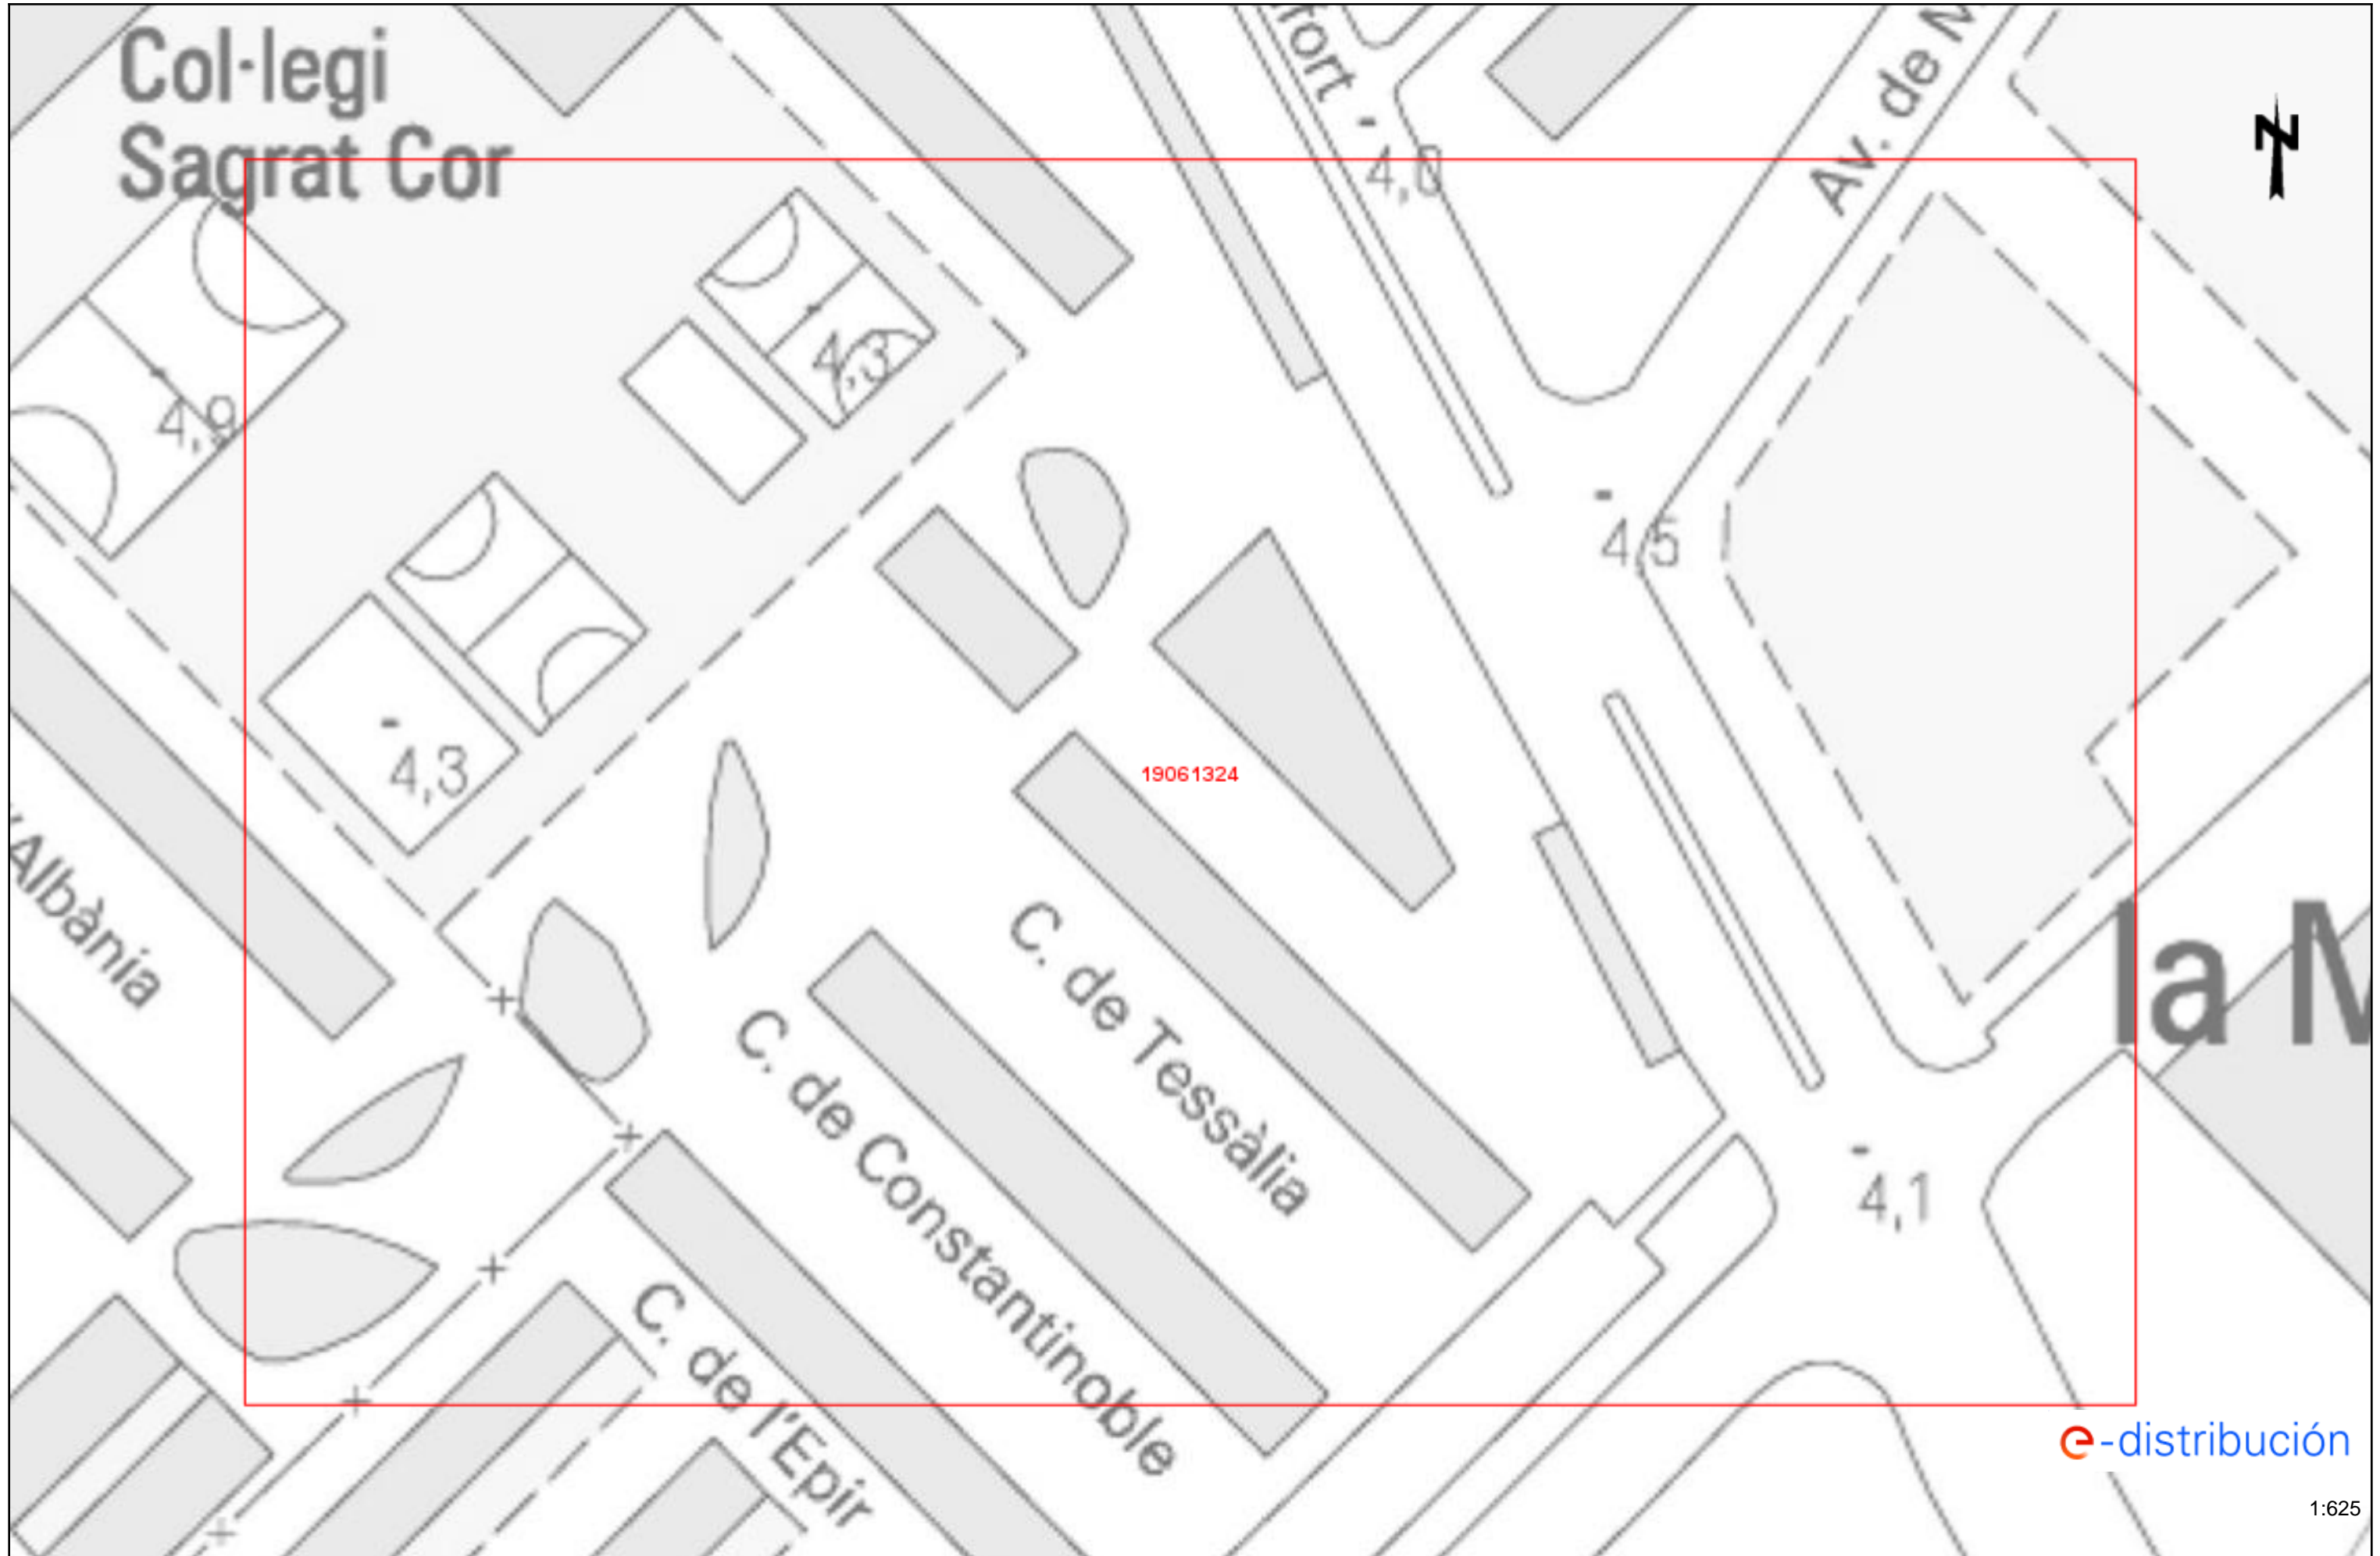 Col·legi
Sagrat Cor
fort
4,0
Av. de M
N
4,3
4,9
4,5
4,3
19061324
Albània
la M
C. de Tessàlia
C. de Constantinoble
4,1
C. de l'Epir
e-distribución
1:625